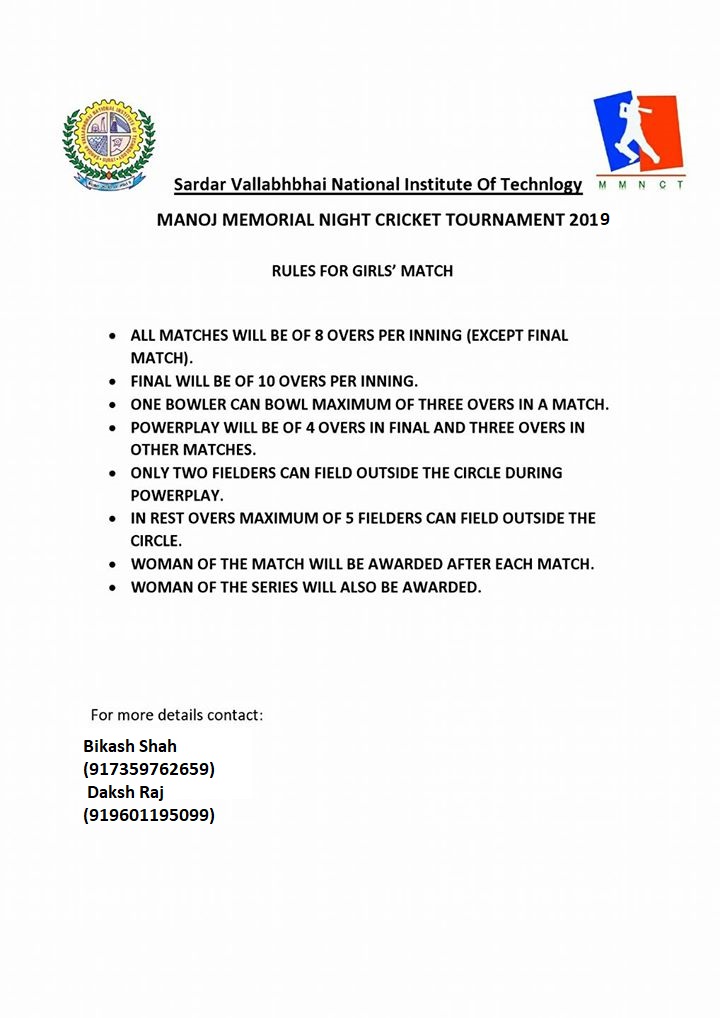 Sardar Vallabhbhai National Institute Of Technlogy
M M N C T
MANOJ MEMORIAL NIGHT CRICKET TOURNAMENT 2019
RULES FOR GIRLS’ MATCH
• ALL MATCHES WILL BE OF 8 OVERS PER INNING (EXCEPT FINAL
MATCH).
• FINAL WILL BE OF 10 OVERS PER INNING.
• ONE BOWLER CAN BOWL MAXIMUM OF THREE OVERS IN A MATCH.
• POWERPLAY WILL BE OF 4 OVERS IN FINAL AND THREE OVERS IN
OTHER MATCHES.
• ONLY TWO FIELDERS CAN FIELD OUTSIDE THE CIRCLE DURING
POWERPLAY.
• IN REST OVERS MAXIMUM OF 5 FIELDERS CAN FIELD OUTSIDE THE
CIRCLE.
• WOMAN OF THE MATCH WILL BE AWARDED AFTER EACH MATCH.
• WOMAN OF THE SERIES WILL ALSO BE AWARDED.
For more details contact:
Bikash Shah
(917359762659)
Daksh Raj
(919601195099)